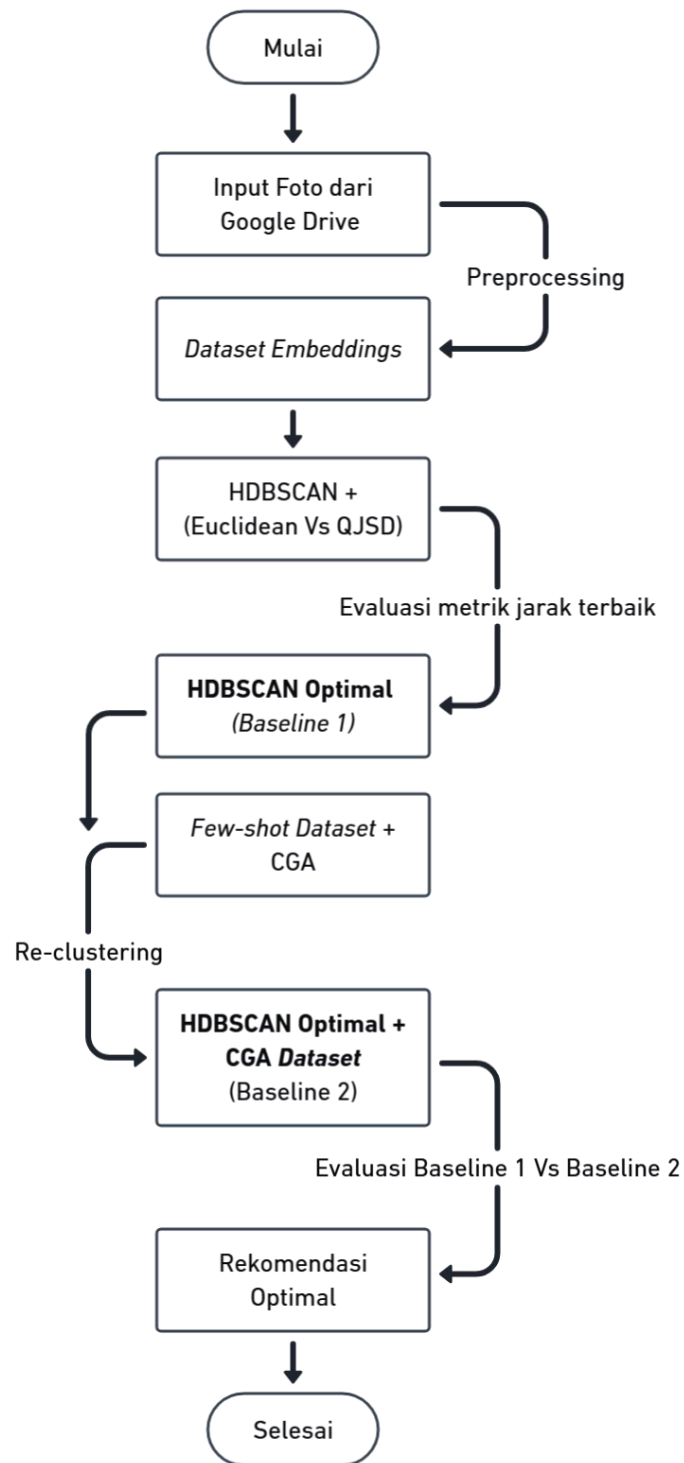 Mulai
Input Foto dari
Google Drive
Preprocessing
Dataset Embeddings
HDBSCAN +
(Euclidean Vs QJSD)
Evaluasi metrik jarak terbaik
HDBSCAN Optimal
(Baseline 1)
Few-shot Dataset +
CGA
Re-clustering
HDBSCAN Optimal +
CGA Dataset
(Baseline 2)
Evaluasi Baseline 1 Vs Baseline 2
Rekomendasi
Optimal
Selesai